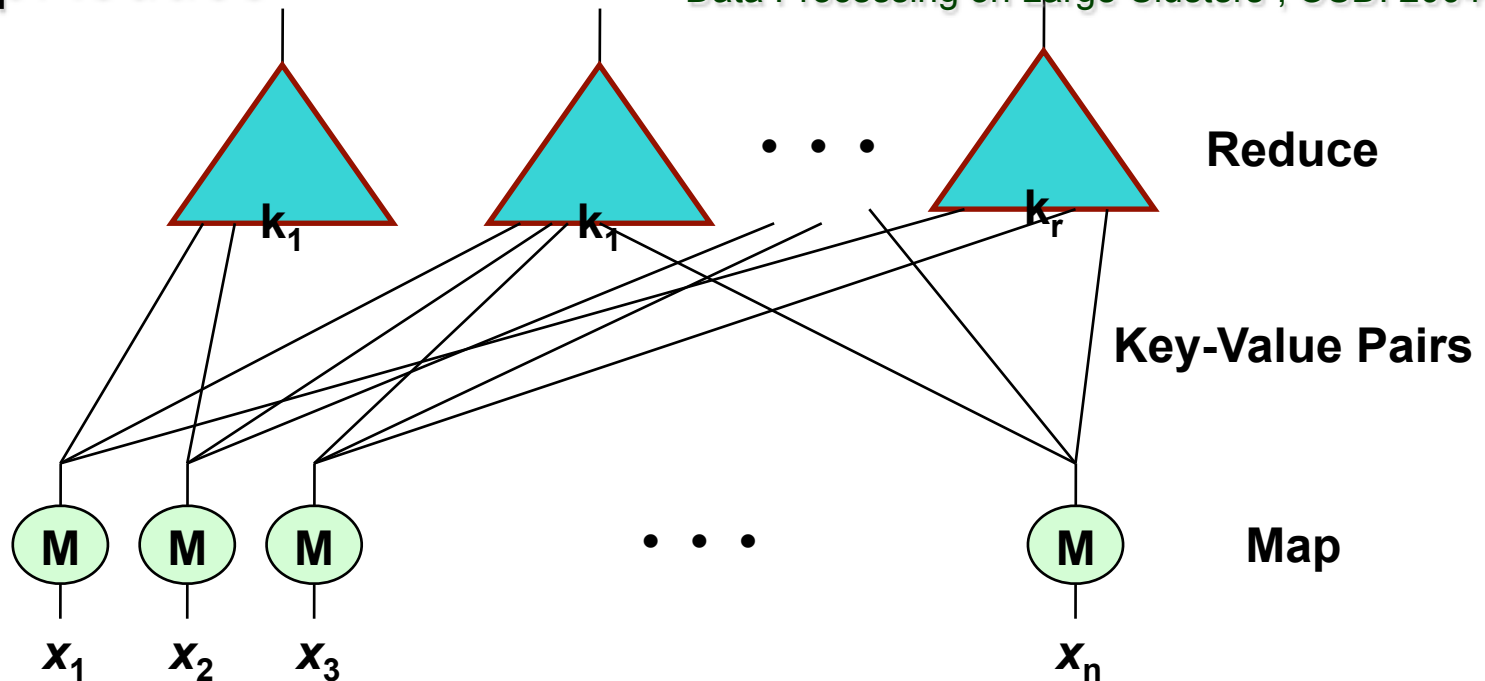 Data Processing on Large Clusters", OSDI 2004
Reduce
k₁ k₁ kᵣ
Key-Value Pairs
M M M M Map
x₁ x₂ x₃ xₙ